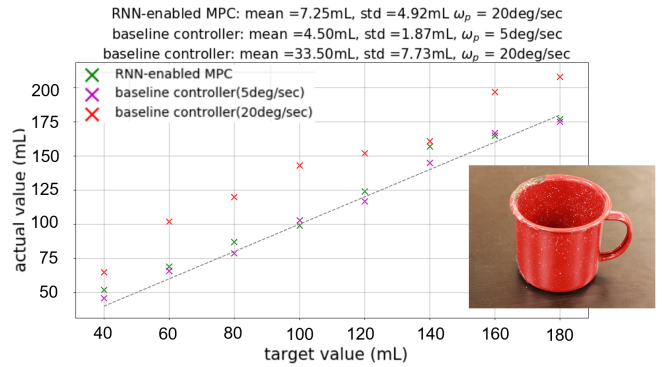 RNN-enabled MPC: mean =7.25mL, std =4.92mL ωₚ = 20deg/sec
baseline controller: mean =4.50mL, std =1.87mL ωₚ = 5deg/sec
baseline controller: mean =33.50mL, std =7.73mL ωₚ = 20deg/sec
RNN-enabled MPC
baseline controller(5deg/sec)
baseline controller(20deg/sec)
actual value (mL)
200
175
150
125
100
75
50
40 60 80 100 120 140 160 180
target value (mL)